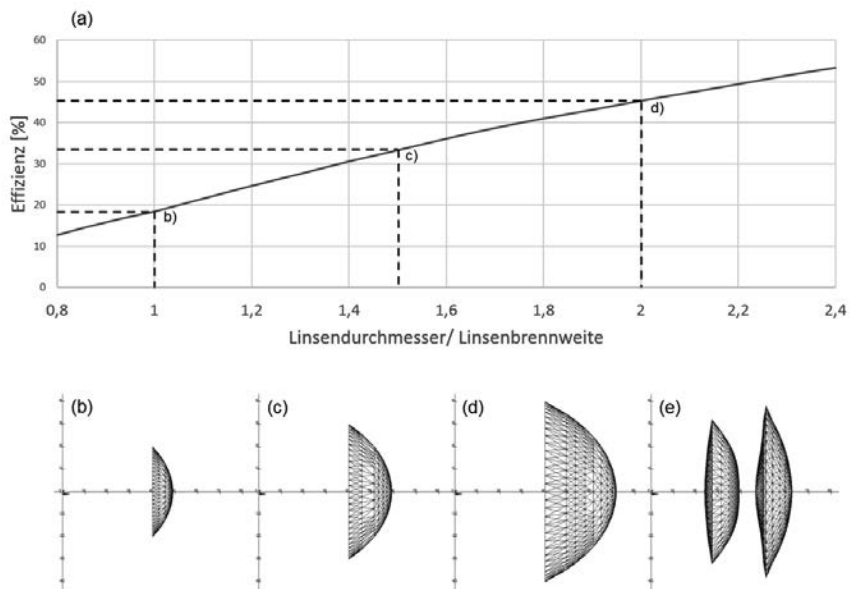 (a)
Effizienz [%]
60
50
40
30
20
10
0
d)
c)
b)
0,8 1 1,2 1,4 1,6 1,8 2 2,2 2,4
Linsendurchmesser/ Linsenbrennweite
(b) (c) (d) (e)